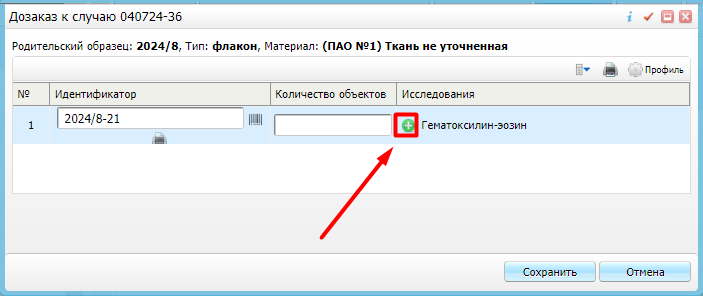 Дозаказ к случаю 040724-36
Родительский образец: 2024/8, Тип: флакон, Материал: (ПАО №1) Ткань не уточненная
Профиль
№ Идентификатор Количество объектов Исследования
1 2024/8-21 Гематоксилин-эозин
Сохранить Отмена